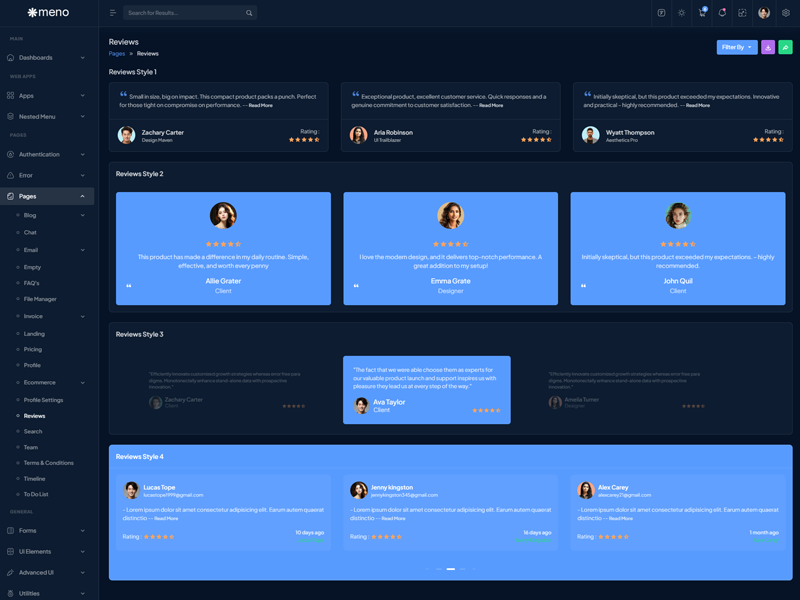 meno
Search for Results...
4
MAIN
Dashboards
WEB APPS
Apps
Nested Menu
PAGES
Authentication
Error
Pages
Blog
Chat
Email
Empty
FAQ's
File Manager
Invoice
Landing
Pricing
Profile
Ecommerce
Profile Settings
Reviews
Search
Team
Terms & Conditions
Timeline
To Do List
GENERAL
Forms
Ui Elements
Advanced UI
Utilities
Reviews
Pages » Reviews
Filter By
Reviews Style 1
Small in size, big on impact. This compact product packs a punch. Perfect
for those tight on compromise on performance. -- Read More
Zachary Carter
Design Maven
Rating :
Exceptional product, excellent customer service. Quick responses and a
genuine commitment to customer satisfaction. -- Read More
Aria Robinson
UI Trailblazer
Rating :
Initially skeptical, but this product exceeded my expectations. Innovative
and practical – highly recommended. -- Read More
Wyatt Thompson
Aesthetics Pro
Rating :
Reviews Style 2
This product has made a difference in my daily routine. Simple,
effective, and worth every penny
Allie Grater
Client
I love the modern design, and it delivers top-notch performance. A
great addition to my setup!
Emma Grate
Designer
Initially skeptical, but this product exceeded my expectations. – highly
recommended.
John Quil
Client
Reviews Style 3
"Efficiently honotes customised growth strategies whereas error free para
digms. Monotonectally enhance stand-alone data with prospective
innovation."
Zachary Carter
Client
"The fact that we were able choose them as experts for
our valuable product launch and support inspires us with
pleasure they lead us at every step of the way."
Ava Taylor
Client
"Efficiently honotes customised growth strategies whereas error free para
digms. Monotonectally enhance stand-alone data with prospective
innovation."
Amelia Turner
Designer
Reviews Style 4
Lucas Tope
lucastope1999@gmail.com
- Lorem ipsum dolor sit amet consectetur adipisicing elit. Earum autem quaerat
distinctio -- Read More
Rating :
10 days ago
Jenny kingston
jennykingston345@gmail.com
- Lorem ipsum dolor sit amet consectetur adipisicing elit. Earum autem quaerat
distinctio -- Read More
Rating :
16 days ago
Alex Carey
alexcarey21@gmail.com
- Lorem ipsum dolor sit amet consectetur adipisicing elit. Earum autem quaerat
distinctio -- Read More
Rating :
1 month ago